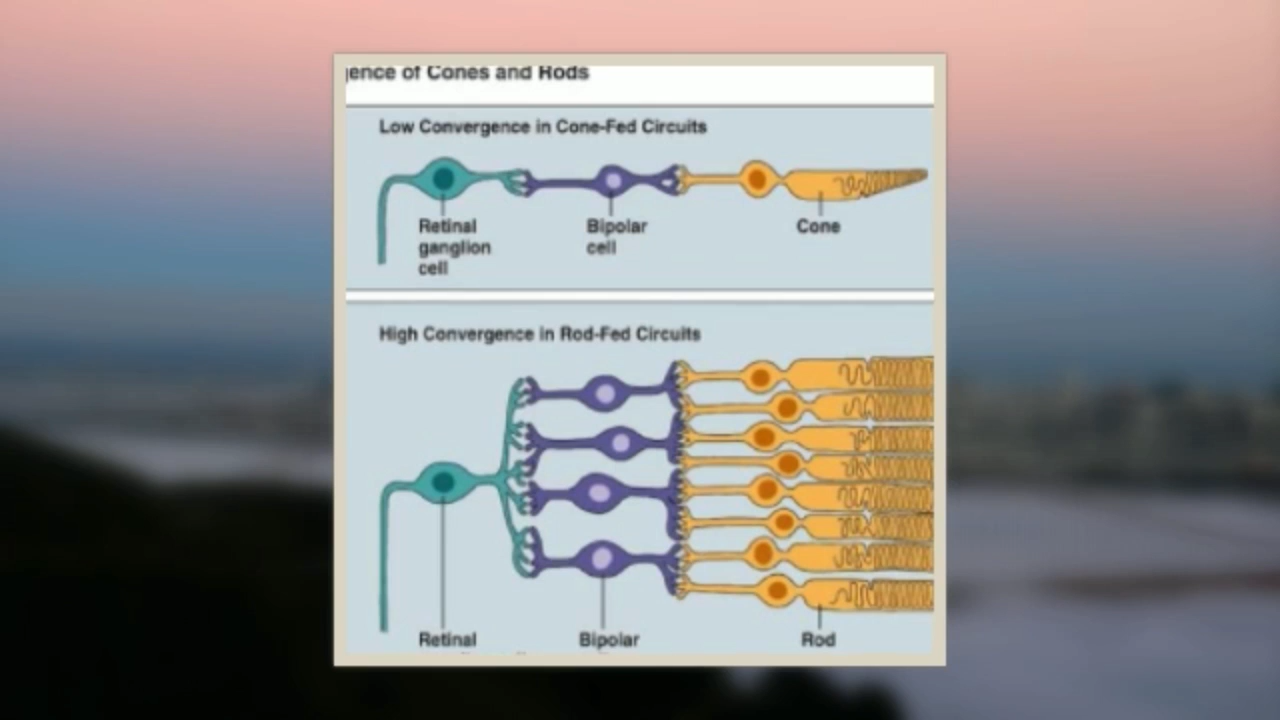 gence of Cones and Rods
Low Convergence in Cone-Fed Circuits
Retinal
ganglion
cell
Bipolar
cell
Cone
High Convergence in Rod-Fed Circuits
Retinal
Bipolar
Rod